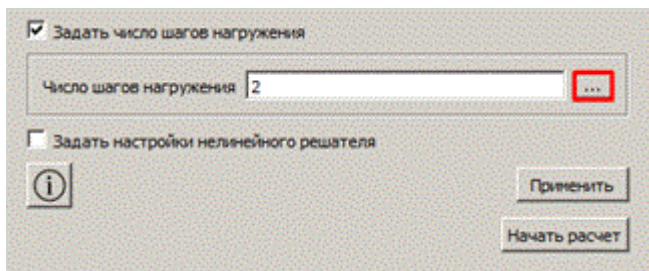 Задать число шагов нагружения
Число шагов нагружения 2 ...
Задать настройки нелинейного решателя
Применить
Начать расчет